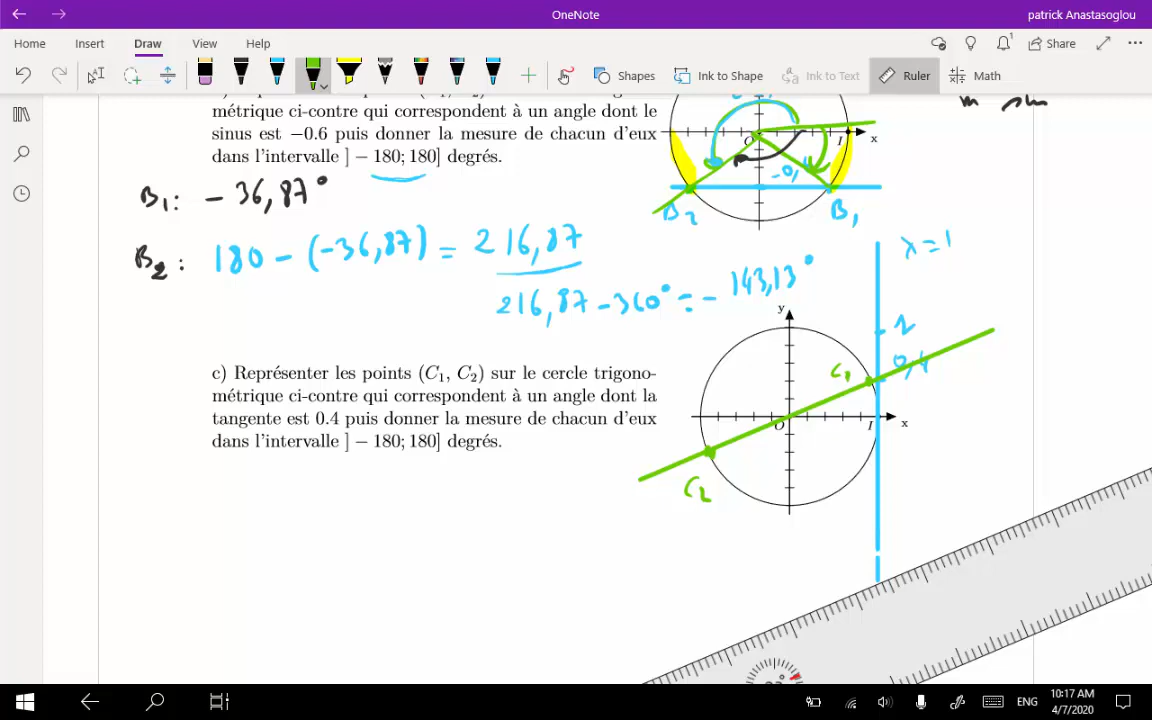 OneNote
patrick Anastasoglou
Home Insert Draw View Help
Share
Shapes Ink to Shape Ink to Text Ruler Math
métrique ci-contre qui correspondent à un angle dont le
sinus est −0.6 puis donner la mesure de chacun d'eux
dans l'intervalle ] − 180; 180] degrés.
O I x
B2 B1
B1: - 36,87°
B2: 180 - (-36,87) = 216,87
216,87 - 360° = - 143,13°
x = 1
y
1
0,4
C1
O I x
C2
c) Représenter les points (C1, C2) sur le cercle trigono-
métrique ci-contre qui correspondent à un angle dont la
tangente est 0.4 puis donner la mesure de chacun d'eux
dans l'intervalle ] − 180; 180] degrés.
ENG
10:17 AM
4/7/2020